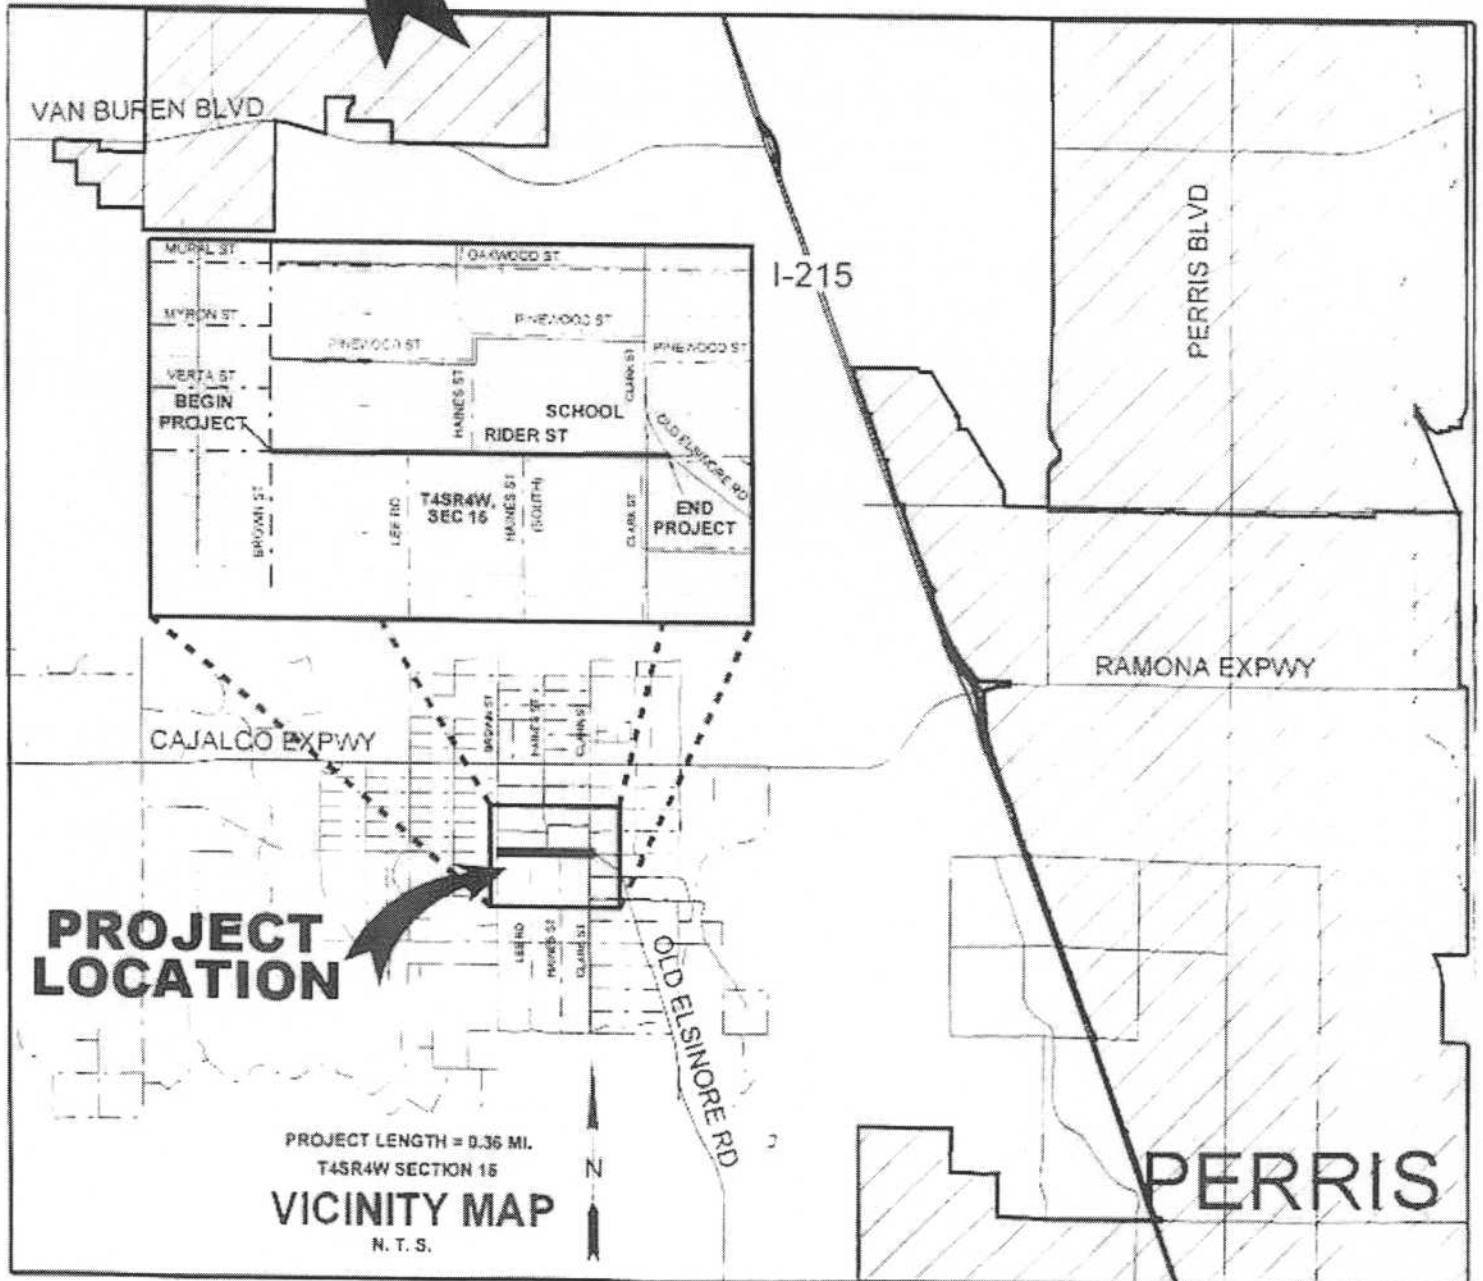 VAN BUREN BLVD
I-215
PERRIS BLVD
MURAL ST
OAKWOOD ST
MYRON ST
PINEWOOD ST
PINEWOOD ST
PINEWOOD ST
VERTA ST
BEGIN
PROJECT
HAINES ST
SCHOOL
CLARK ST
RIDER ST
OLD ELSINORE RD
BROWN ST
LEE RD
T4SR4W,
SEC 16
HAINES ST
(SOUTH)
CLARK ST
END
PROJECT
RAMONA EXPWY
CAJALCO EXPWY
BROWN ST
HAINES ST
CLARK ST
PROJECT
LOCATION
LEE RD
HAINES ST
CLARK ST
OLD ELSINORE RD
PROJECT LENGTH = 0.36 MI.
T4SR4W SECTION 16
VICINITY MAP
N. T. S.
N
PERRIS